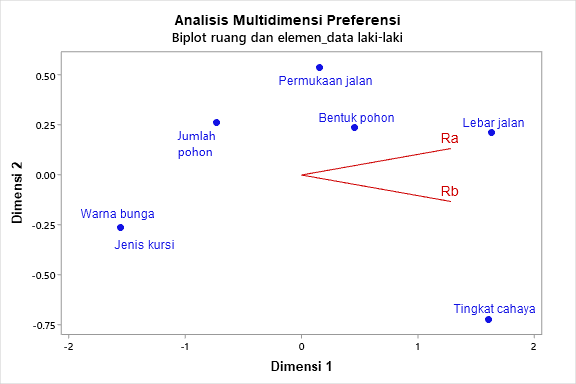 Analisis Multidimensi Preferensi
Biplot ruang dan elemen_data laki-laki
Permukaan jalan
Bentuk pohon
Lebar jalan
Jumlah
pohon
Ra
Rb
Warna bunga
Jenis kursi
Tingkat cahaya
Dimensi 2
0.50
0.25
0.00
-0.25
-0.50
-0.75
-2
-1
0
1
2
Dimensi 1